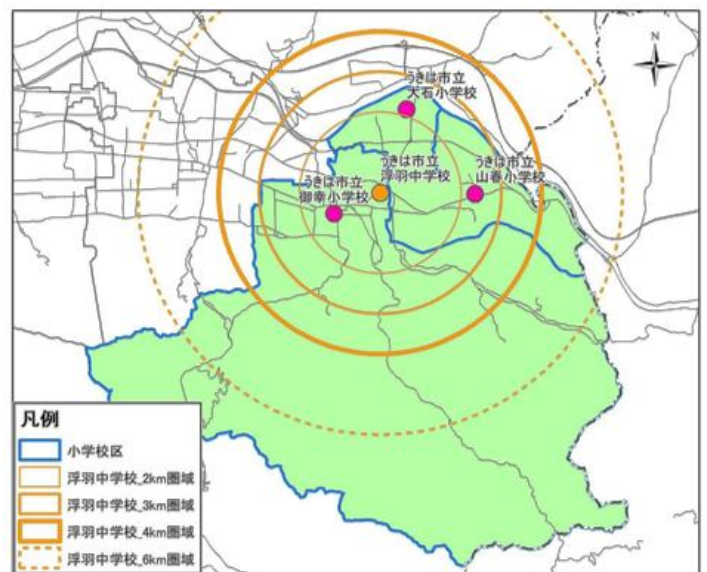 N
うきは市立
大石小学校
うきは市立
浮羽中学校
うきは市立
山春小学校
うきは市立
御幸小学校
凡例
小学校区
浮羽中学校_2km圏域
浮羽中学校_3km圏域
浮羽中学校_4km圏域
浮羽中学校_6km圏域